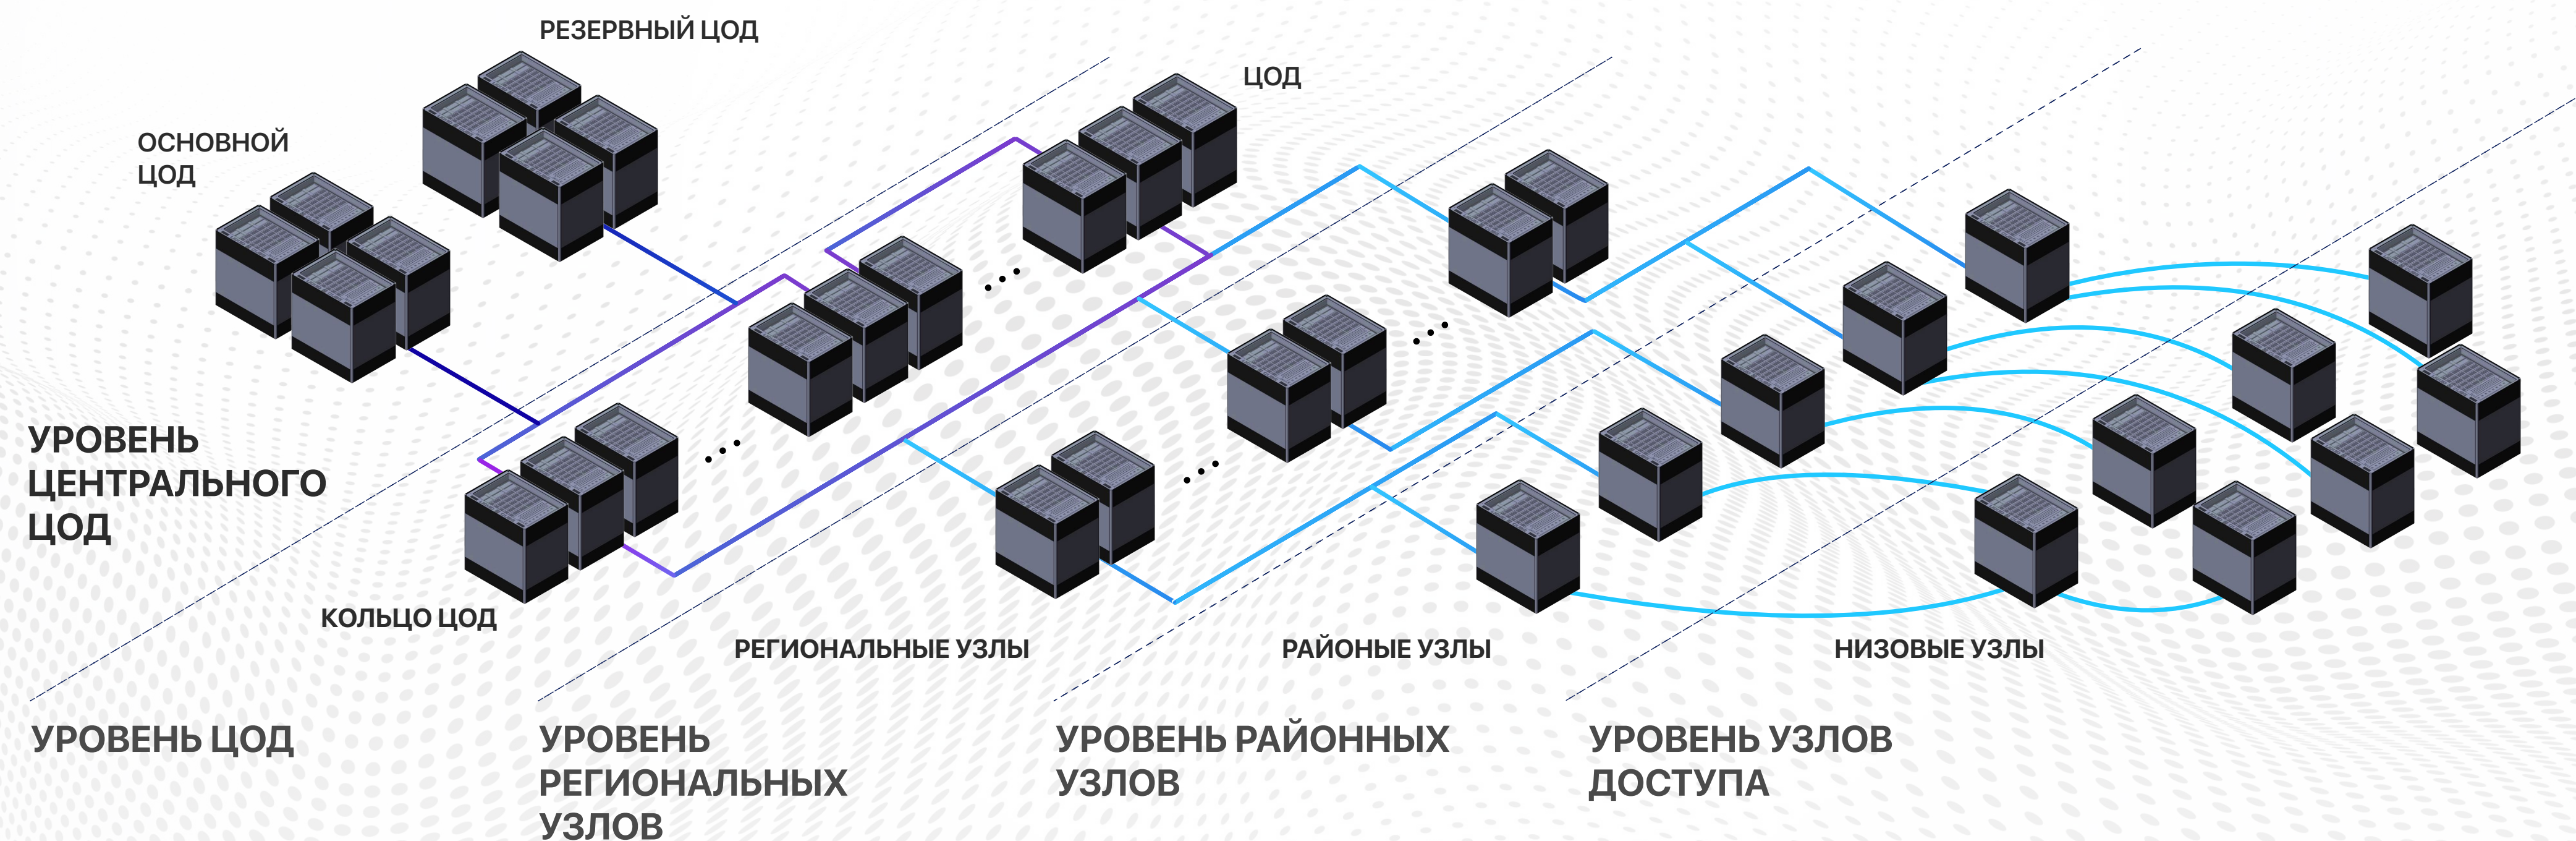 РЕЗЕРВНЫЙ ЦОД
ЦОД
ОСНОВНОЙ
ЦОД
УРОВЕНЬ
ЦЕНТРАЛЬНОГО
ЦОД
КОЛЬЦО ЦОД
РЕГИОНАЛЬНЫЕ УЗЛЫ
РАЙОНЫЕ УЗЛЫ
НИЗОВЫЕ УЗЛЫ
УРОВЕНЬ ЦОД
УРОВЕНЬ
РЕГИОНАЛЬНЫХ
УЗЛОВ
УРОВЕНЬ РАЙОННЫХ
УЗЛОВ
УРОВЕНЬ УЗЛОВ
ДОСТУПА